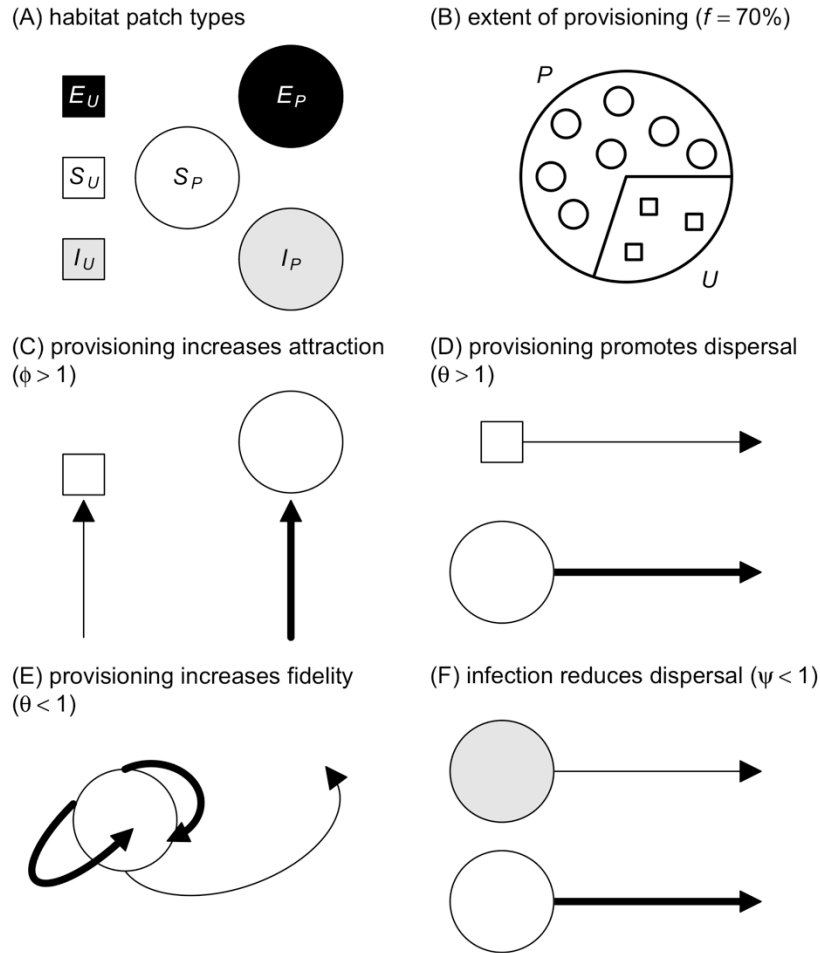 (A) habitat patch types
(B) extent of provisioning (f = 70%)
E_U
E_P
S_U
S_P
I_U
I_P
P
U
(C) provisioning increases attraction
(ϕ > 1)
(D) provisioning promotes dispersal
(θ > 1)
(E) provisioning increases fidelity
(θ < 1)
(F) infection reduces dispersal (ψ < 1)